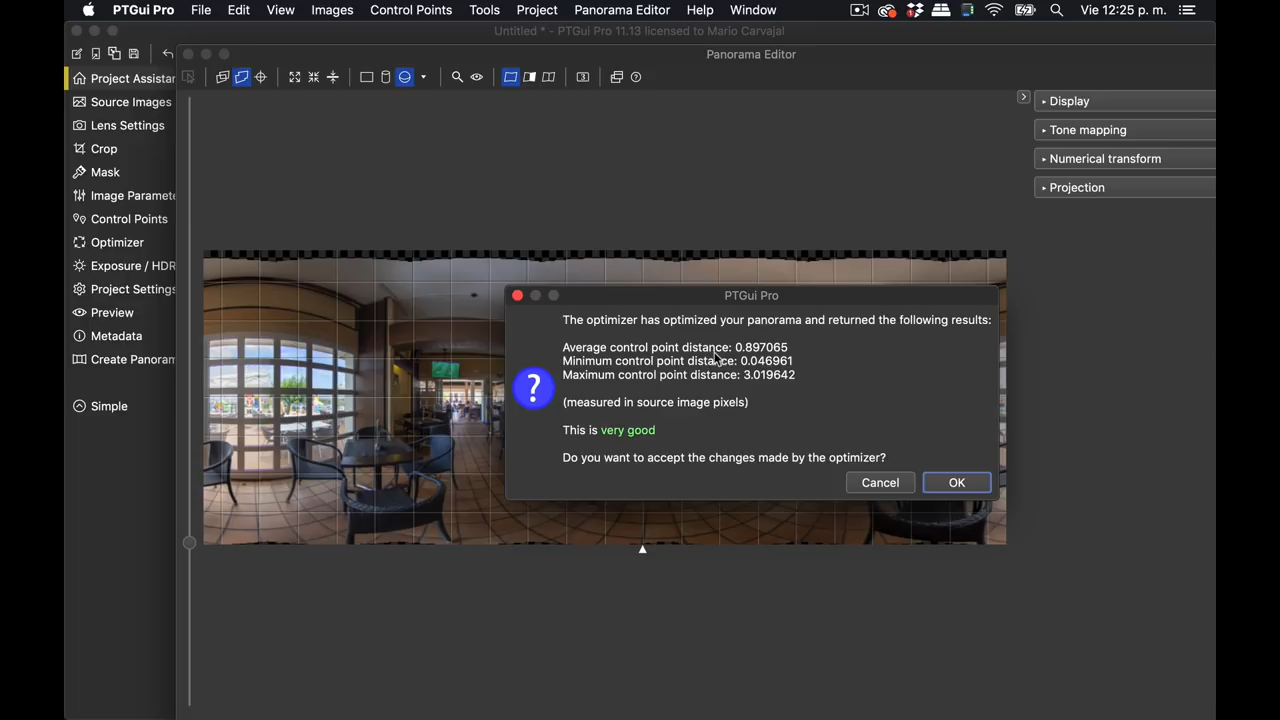 PTGui Pro File Edit View Images Control Points Tools Project Panorama Editor Help Window Vie 12:25 p. m.
Untitled * - PTGui Pro 11.13 licensed to Mario Carvajal
Panorama Editor
Project Assistar
Source Images
Lens Settings
Crop
Mask
Image Paramete
Control Points
Optimizer
Exposure / HDR
Project Settings
Preview
Metadata
Create Panoram
Simple
Display
Tone mapping
Numerical transform
Projection
PTGui Pro
The optimizer has optimized your panorama and returned the following results:
Average control point distance: 0.897065
Minimum control point distance: 0.046961
Maximum control point distance: 3.019642
(measured in source image pixels)
This is very good
Do you want to accept the changes made by the optimizer?
Cancel OK